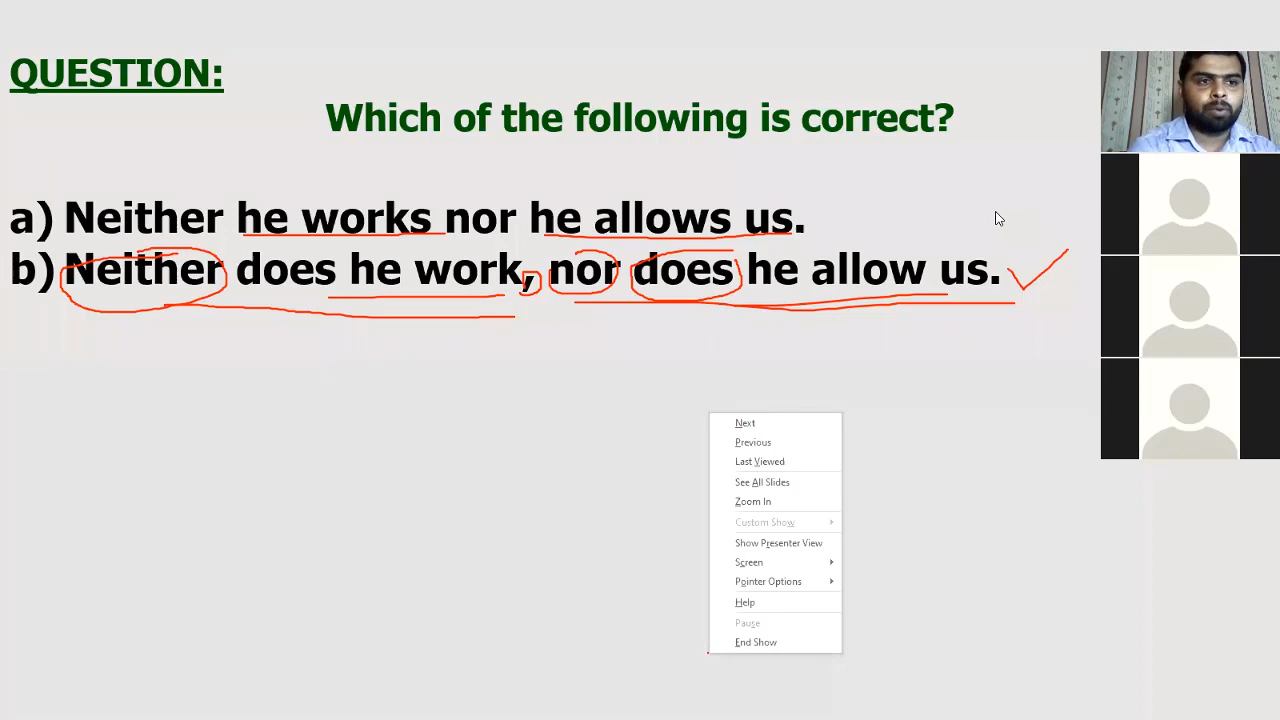 QUESTION:
Which of the following is correct?
a) Neither he works nor he allows us.
b) Neither does he work, nor does he allow us.
Next
Previous
Last Viewed
See All Slides
Zoom In
Custom Show
Show Presenter View
Screen
Pointer Options
Help
Pause
End Show